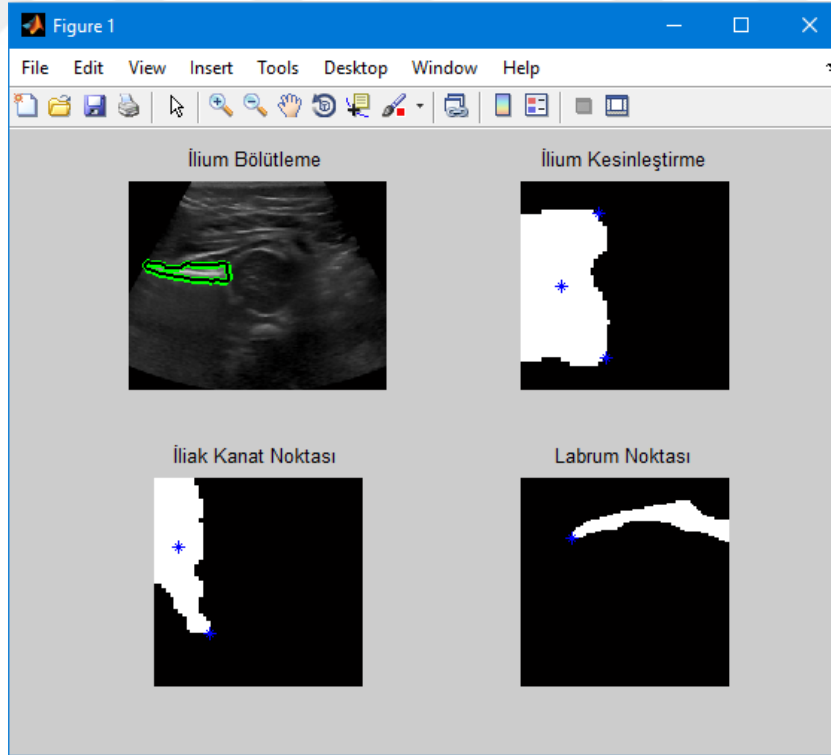 Figure 1
File Edit View Insert Tools Desktop Window Help
İlium Bölütleme
İlium Kesinleştirme
İliak Kanat Noktası
Labrum Noktası